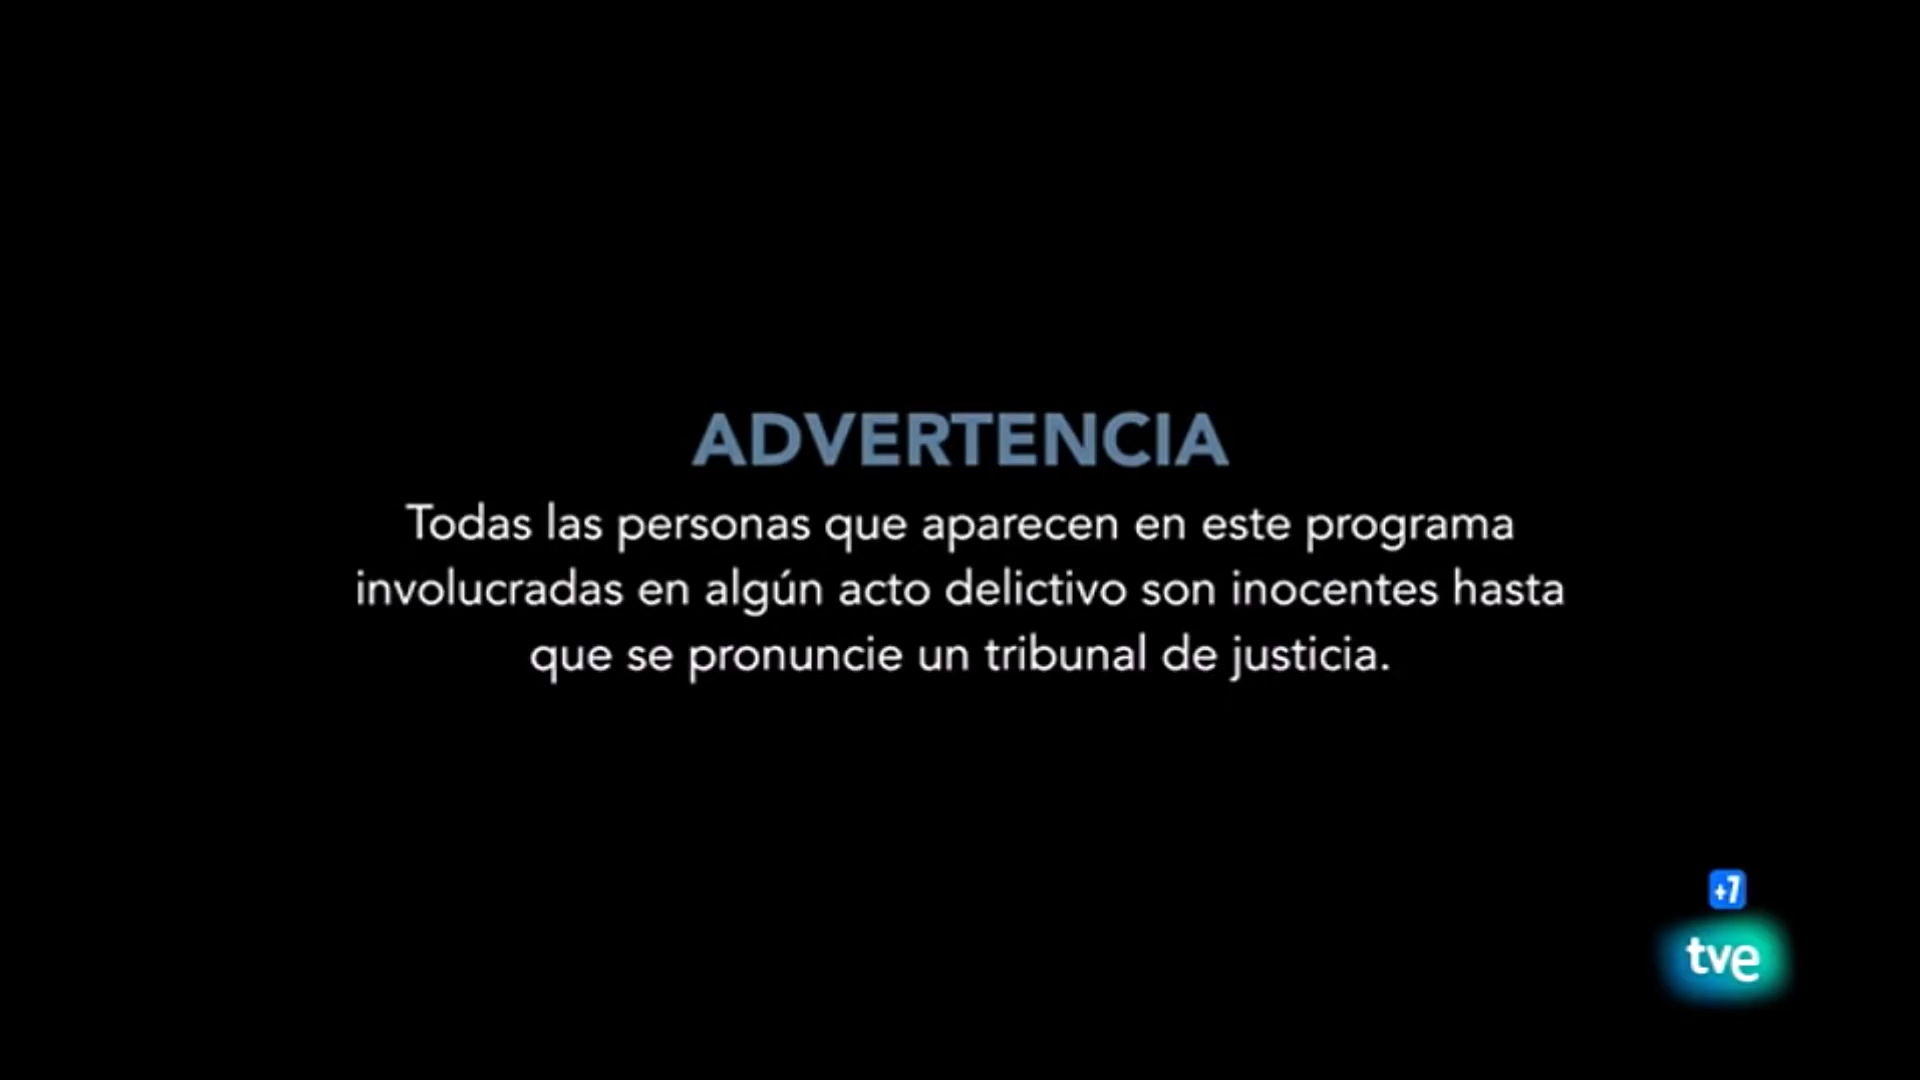 ADVERTENCIA
Todas las personas que aparecen en este programa
involucradas en algún acto delictivo son inocentes hasta
que se pronuncie un tribunal de justicia.
+7
tve